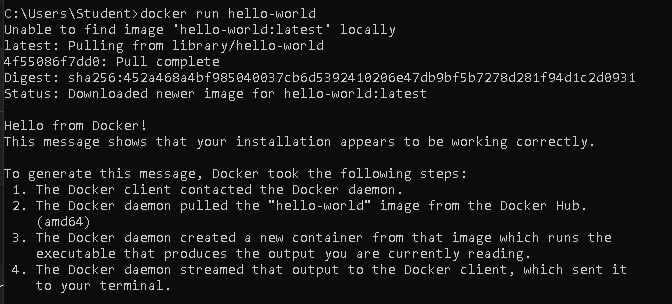 C:\Users\Student>docker run hello-world
Unable to find image 'hello-world:latest' locally
latest: Pulling from library/hello-world
4f55086f7dd0: Pull complete
Digest: sha256:452a468a4bf985040037cb6d5392410206e47db9bf5b7278d281f94d1c2d0931
Status: Downloaded newer image for hello-world:latest

Hello from Docker!
This message shows that your installation appears to be working correctly.

To generate this message, Docker took the following steps:
 1. The Docker client contacted the Docker daemon.
 2. The Docker daemon pulled the "hello-world" image from the Docker Hub.
    (amd64)
 3. The Docker daemon created a new container from that image which runs the
    executable that produces the output you are currently reading.
 4. The Docker daemon streamed that output to the Docker client, which sent it
    to your terminal.